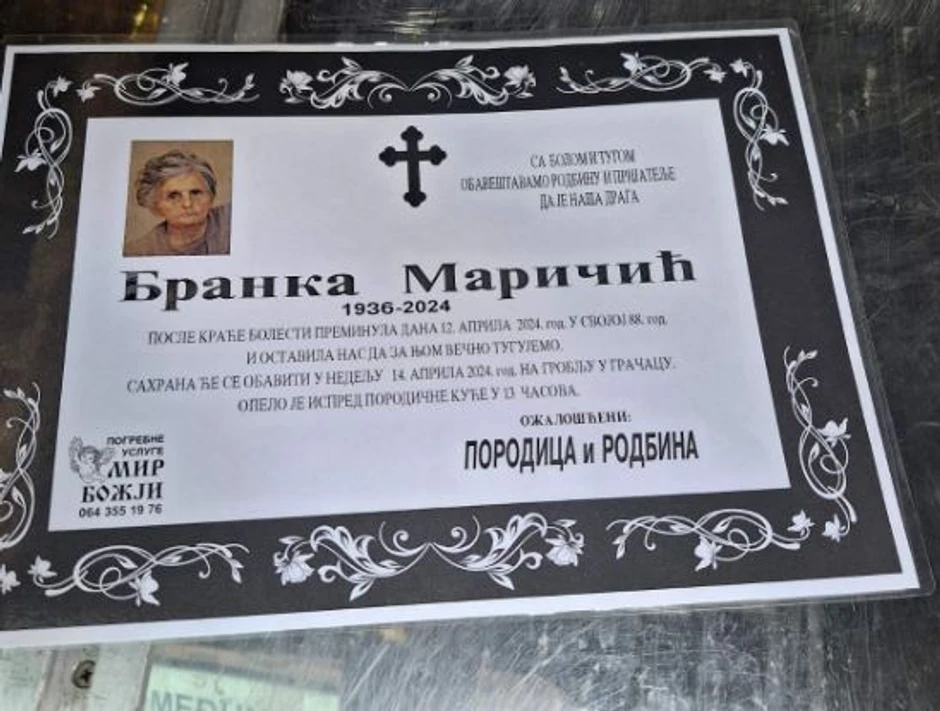 СА БОЛОМ И ТУГОМ
ОБАВЕШТАВАМО РОДБИНУ И ПРИЈАТЕЉЕ
ДА ЈЕ НАША ДРАГА
Бранка Маричић
1936-2024
ПОСЛЕ КРАЋЕ БОЛЕСТИ ПРЕМИНУЛА ДАНА 12. АПРИЛА 2024. год. У СВОЈОЈ 88. год.
И ОСТАВИЛА НАС ДА ЗА ЊОМ ВЕЧНО ТУГУЈЕМО.
САХРАНА ЋЕ СЕ ОБАВИТИ У НЕДЕЉУ 14. АПРИЛА 2024. год. НА ГРОБЉУ У ГРАЧАЦУ.
ОПЕЛО ЈЕ ИСПРЕД ПОРОДИЧНЕ КУЋЕ У 13 ЧАСОВА.
ОЖАЛОШЋЕНИ:
ПОРОДИЦА и РОДБИНА
ПОГРЕБНЕ
УСЛУГЕ
МИР
БОЖЈИ
064 355 19 76